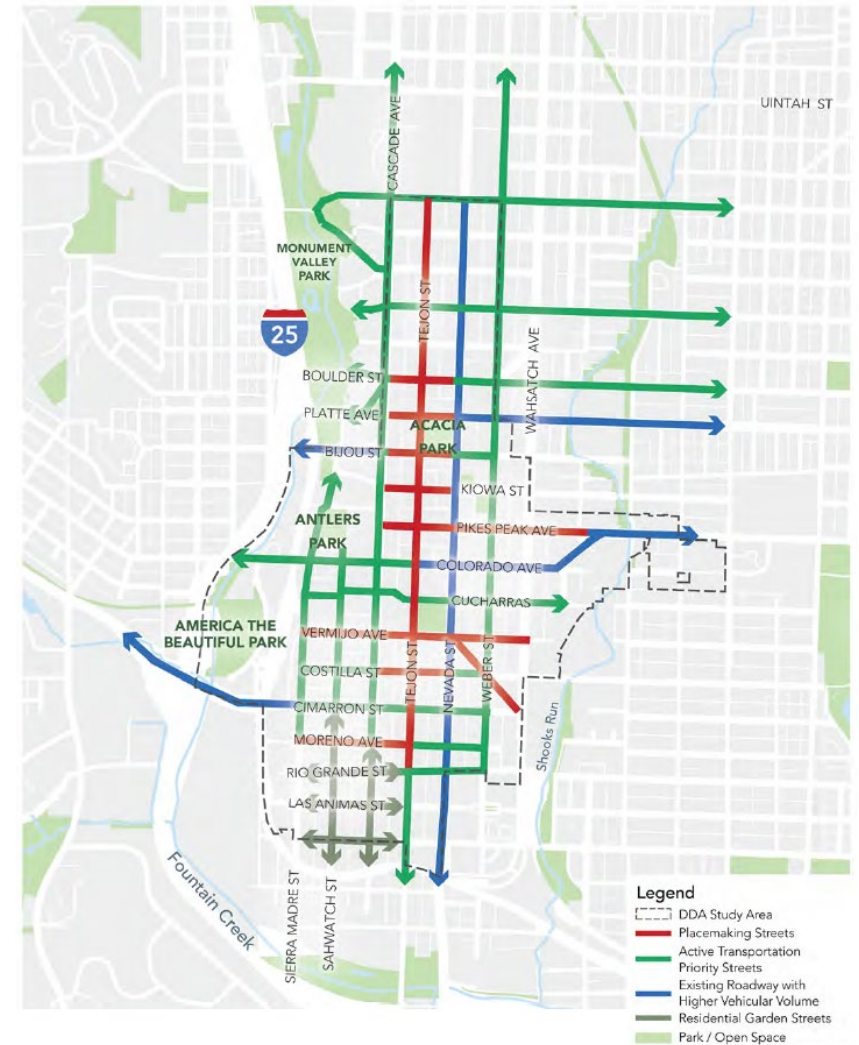 UINTAH ST
CASCADE AVE
MONUMENT
VALLEY
PARK
TEJON ST
25
WAHSATCH AVE
BOULDER ST
PLATTE AVE
ACACIA
PARK
BIJOU ST
KIOWA ST
ANTLERS
PARK
PIKES PEAK AVE
COLORADO AVE
CUCHARRAS
AMERICA THE
BEAUTIFUL PARK
VERMIJO AVE
COSTILLA ST
TEJON ST
NEVADA ST
WEBER ST
CIMARRON ST
MORENO AVE
Shooks Run
RIO GRANDE ST
LAS ANIMAS ST
Fountain Creek
SIERRA MADRE ST
SAHWATCH ST
Legend
DDA Study Area
Placemaking Streets
Active Transportation
Priority Streets
Existing Roadway with
Higher Vehicular Volume
Residential Garden Streets
Park / Open Space